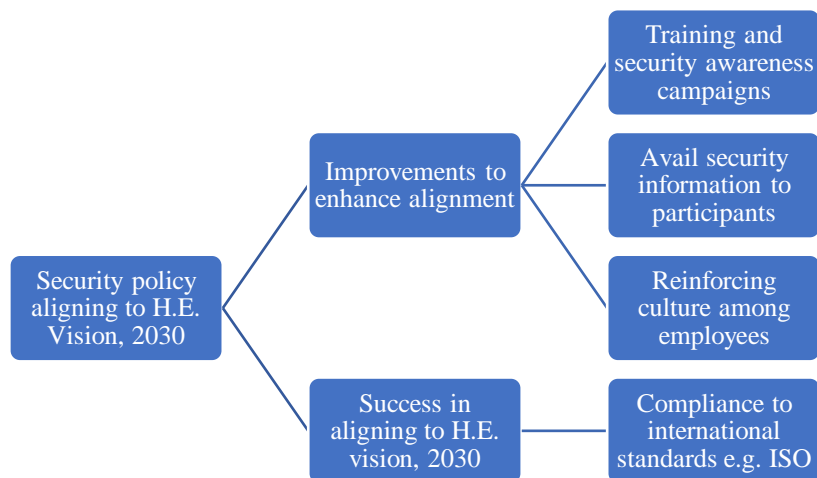 Security policy
aligning to H.E.
Vision, 2030
Improvements to
enhance alignment
Training and
security awareness
campaigns
Avail security
information to
participants
Reinforcing
culture among
employees
Success in
aligning to H.E.
vision, 2030
Compliance to
international
standards e.g. ISO